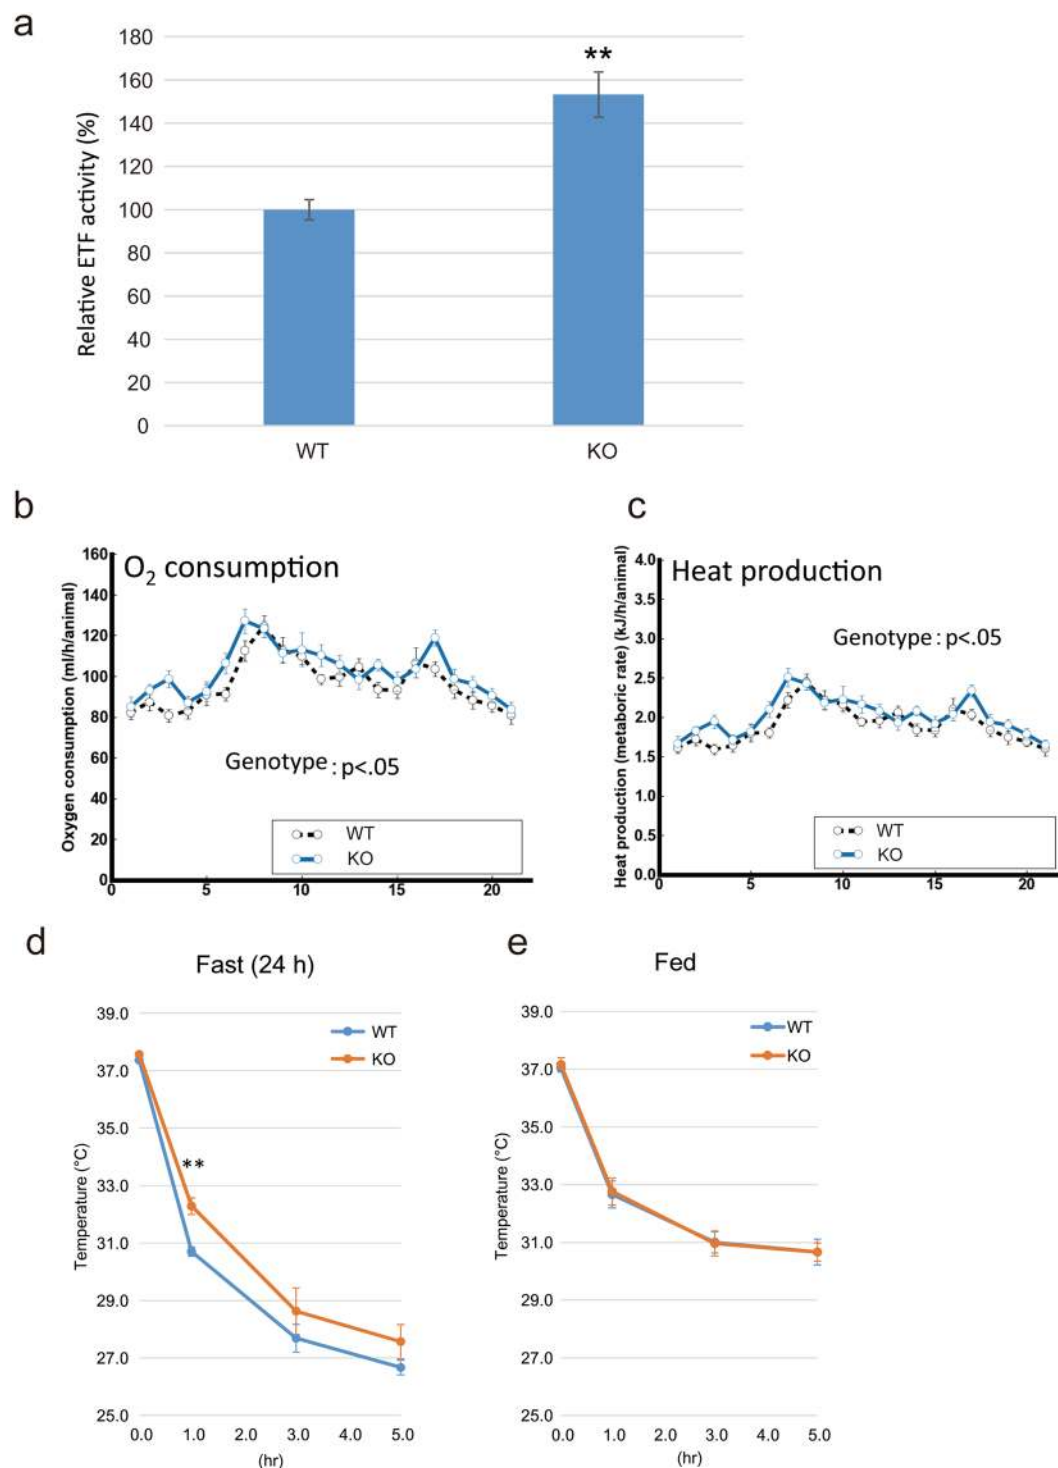 a
Relative ETF activity (%)
180
160
140
120
100
80
60
40
20
0
**
WT
KO
b
O₂ consumption
Oxygen consumption (ml/h/animal)
160
140
120
100
80
60
40
20
0
Genotype : p<.05
WT
KO
0
5
10
15
20
c
Heat production
Heat production (metaboric rate) (kJ/h/animal)
4.0
3.5
3.0
2.5
2.0
1.5
1.0
0.5
0.0
Genotype : p<.05
WT
KO
0
5
10
15
20
d
Fast (24 h)
Temperature (°C)
39.0
37.0
35.0
33.0
31.0
29.0
27.0
25.0
WT
KO
**
0.0
1.0
2.0
3.0
4.0
5.0
(hr)
e
Fed
Temperature (°C)
39.0
37.0
35.0
33.0
31.0
29.0
27.0
25.0
WT
KO
0.0
1.0
2.0
3.0
4.0
5.0
(hr)